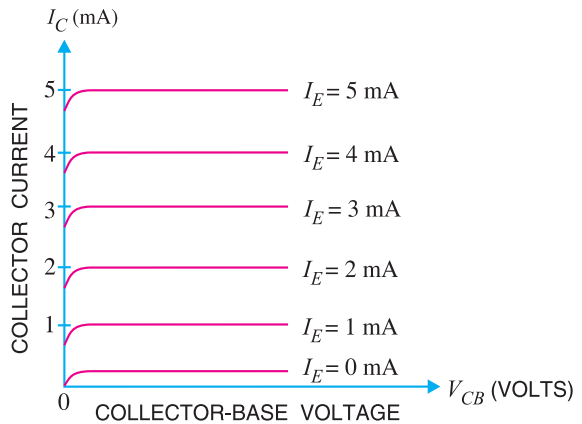 I_C (mA)
COLLECTOR CURRENT
5
I_E = 5 mA
4
I_E = 4 mA
3
I_E = 3 mA
2
I_E = 2 mA
1
I_E = 1 mA
I_E = 0 mA
0
V_CB (VOLTS)
COLLECTOR-BASE VOLTAGE